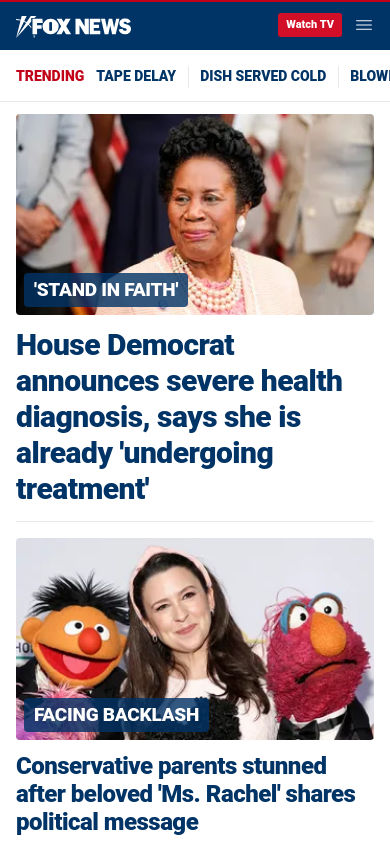 FOX NEWS
Watch TV
TRENDING TAPE DELAY DISH SERVED COLD
'STAND IN FAITH'
House Democrat
announces severe health
diagnosis, says she is
already 'undergoing
treatment'
FACING BACKLASH
Conservative parents stunned
after beloved 'Ms. Rachel' shares
political message